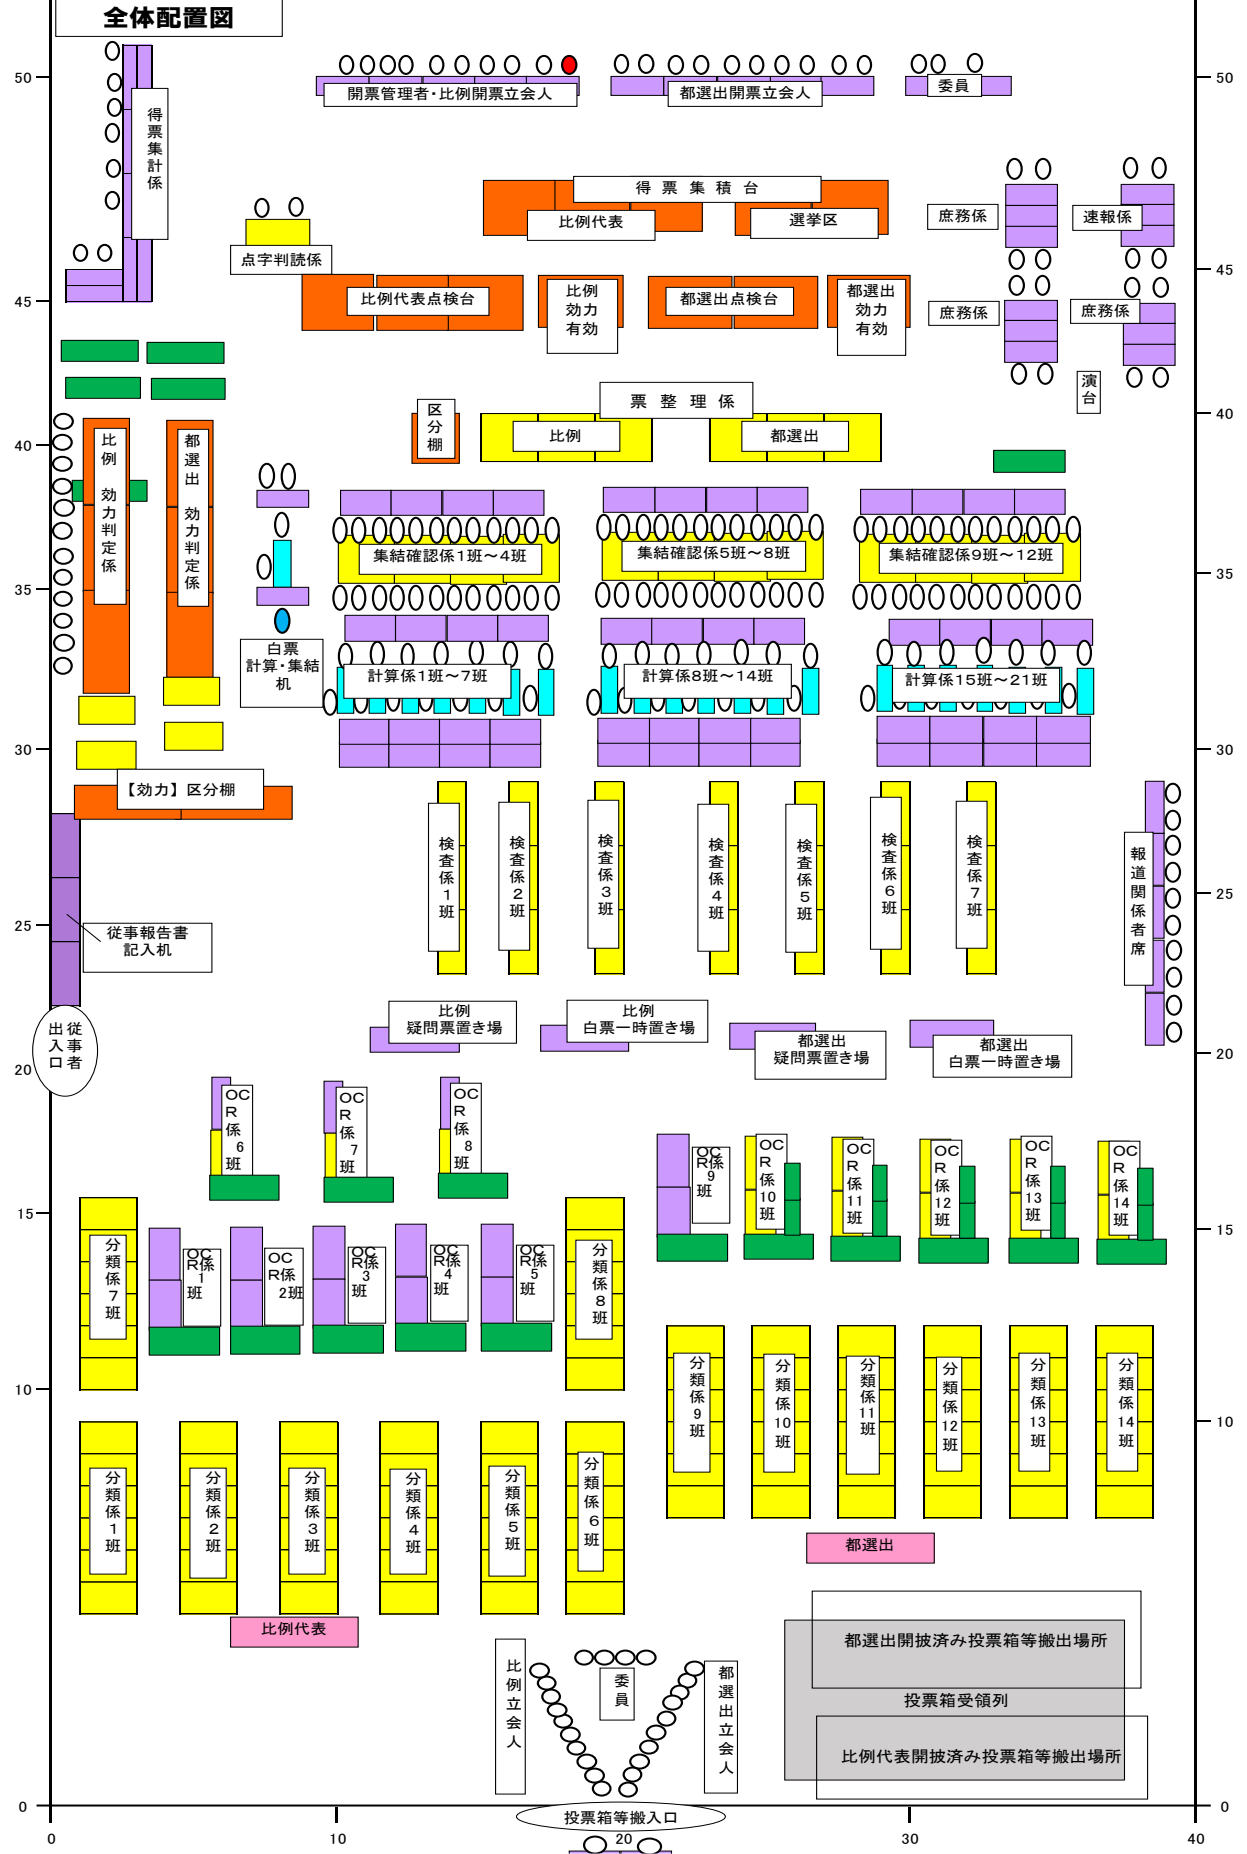 全体配置図
50
50
開票管理者・比例開票立会人
都選出開票立会人
委員
得票集計係
得票集積台
比例代表
選挙区
庶務係
速報係
点字判読係
45
45
比例代表点検台
比例
効力
有効
都選出点検台
都選出
効力
有効
庶務係
庶務係
演台
区分棚
票整理係
比例
都選出
40
40
比例 効力判定係
都選出 効力判定係
集結確認係1班～4班
集結確認係5班～8班
集結確認係9班～12班
35
35
白票
計算・集結
机
計算係1班～7班
計算係8班～14班
計算係15班～21班
30
30
【効力】区分棚
検査係1班
検査係2班
検査係3班
検査係4班
検査係5班
検査係6班
検査係7班
報道関係者席
25
25
従事報告書
記入机
従事者
出入口
比例
疑問票置き場
比例
白票一時置き場
都選出
疑問票置き場
都選出
白票一時置き場
20
20
OCR係6班
OCR係7班
OCR係8班
OCR係9班
OCR係10班
OCR係11班
OCR係12班
OCR係13班
OCR係14班
15
15
分類係7班
OCR係1班
OCR係2班
OCR係3班
OCR係4班
OCR係5班
分類係8班
10
10
分類係9班
分類係10班
分類係11班
分類係12班
分類係13班
分類係14班
分類係1班
分類係2班
分類係3班
分類係4班
分類係5班
分類係6班
都選出
比例代表
比例立会人
委員
都選出立会人
都選出開披済み投票箱等搬出場所
投票箱受領列
比例代表開披済み投票箱等搬出場所
0
0
投票箱等搬入口
0
10
20
30
40